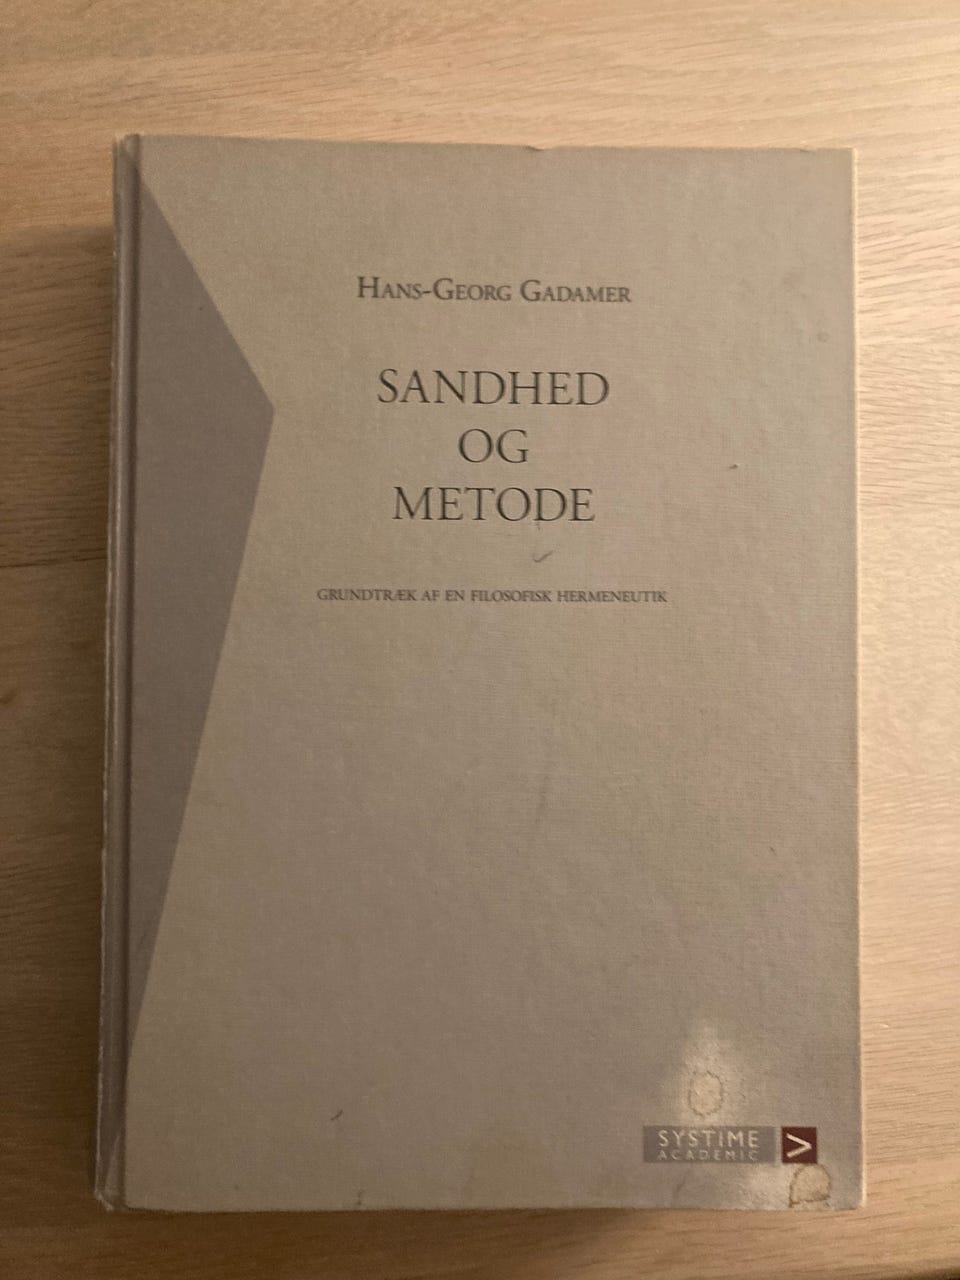 HANS-GEORG GADAMER
SANDHED
OG
METODE
GRUNDTRÆK AF EN FILOSOFISK HERMENEUTIK
SYSTIME
ACADEMIC